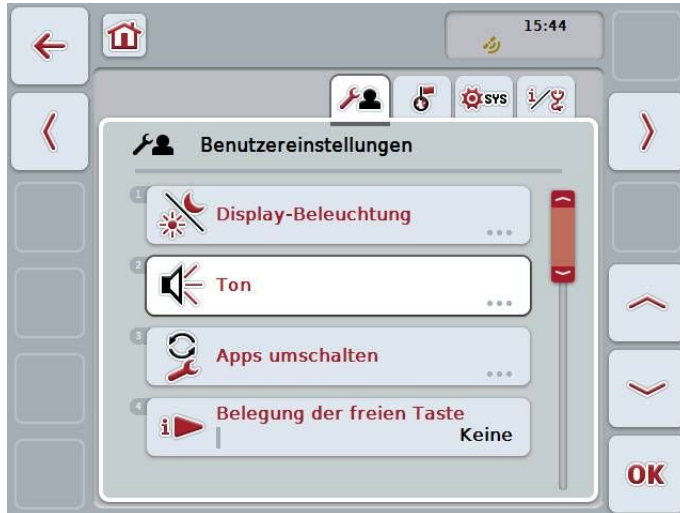 15:44
sys
i/
Benutzereinstellungen
1
Display-Beleuchtung
2
Ton
3
Apps umschalten
4
i
Belegung der freien Taste
Keine
OK